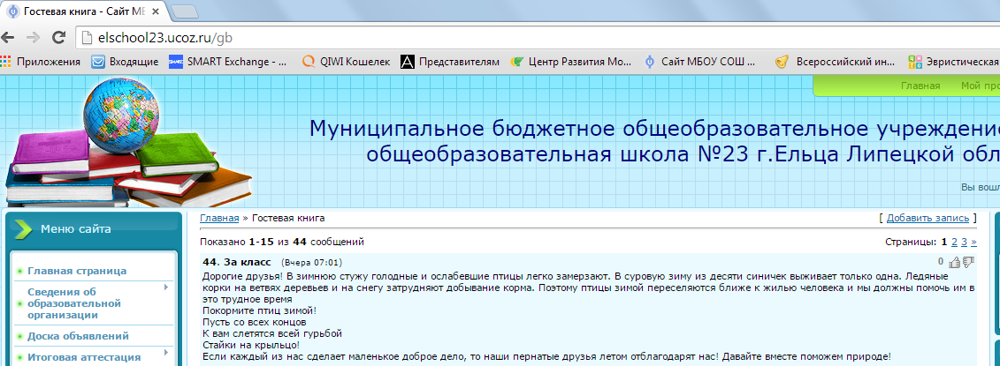 Гостевая книга - Сайт МБ
elschool23.ucoz.ru/gb
Приложения Входящие SMART Exchange - ... QIWI Кошелек Представителям Центр Развития Мо... Сайт МБОУ СОШ ... Всероссийский ин... Эвристическая
Главная Мой про
Муниципальное бюджетное общеобразовательное учреждение
общеобразовательная школа №23 г.Ельца Липецкой обл
Вы вошл
Меню сайта
Главная страница
Сведения об
образовательной
организации
Доска объявлений
Итоговая аттестация
Главная » Гостевая книга [ Добавить запись ]
Показано 1-15 из 44 сообщений Страницы: 1 2 3 »
44. 3а класс (Вчера 07:01) 0
Дорогие друзья! В зимнюю стужу голодные и ослабевшие птицы легко замерзают. В суровую зиму из десяти синичек выживает только одна. Ледяные
корки на ветвях деревьев и на снегу затрудняют добывание корма. Поэтому птицы зимой переселяются ближе к жилью человека и мы должны помочь им в
это трудное время
Покормите птиц зимой!
Пусть со всех концов
К вам слетятся всей гурьбой
Стайки на крыльцо!
Если каждый из нас сделает маленькое доброе дело, то наши пернатые друзья летом отблагодарят нас! Давайте вместе поможем природе!